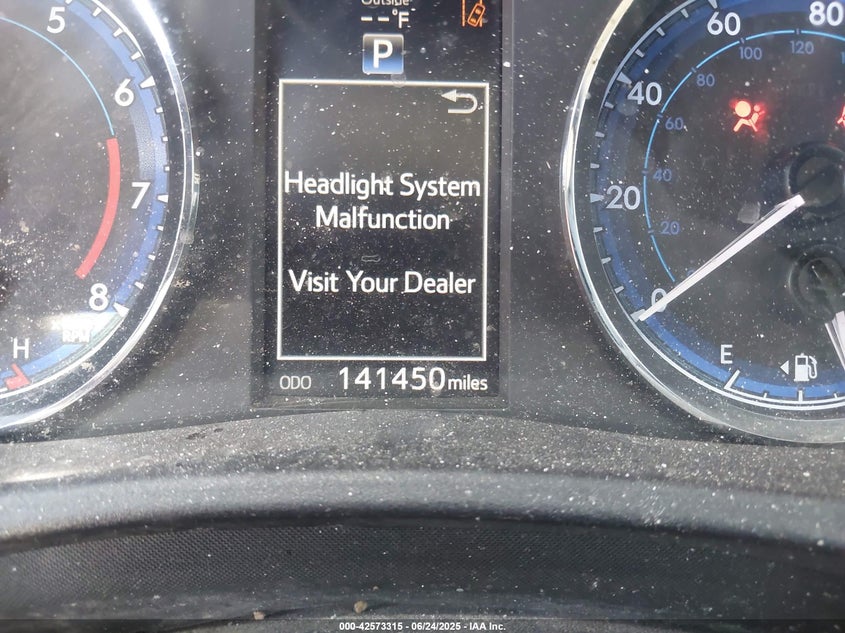 Outside
--°F
P
Headlight System
Malfunction
Visit Your Dealer
ODO 141450 miles
5
6
7
8
H
0
20
40
60
80
20
40
60
80
100
120
E
000-42573315 - 06/24/2025 - IAA Inc.